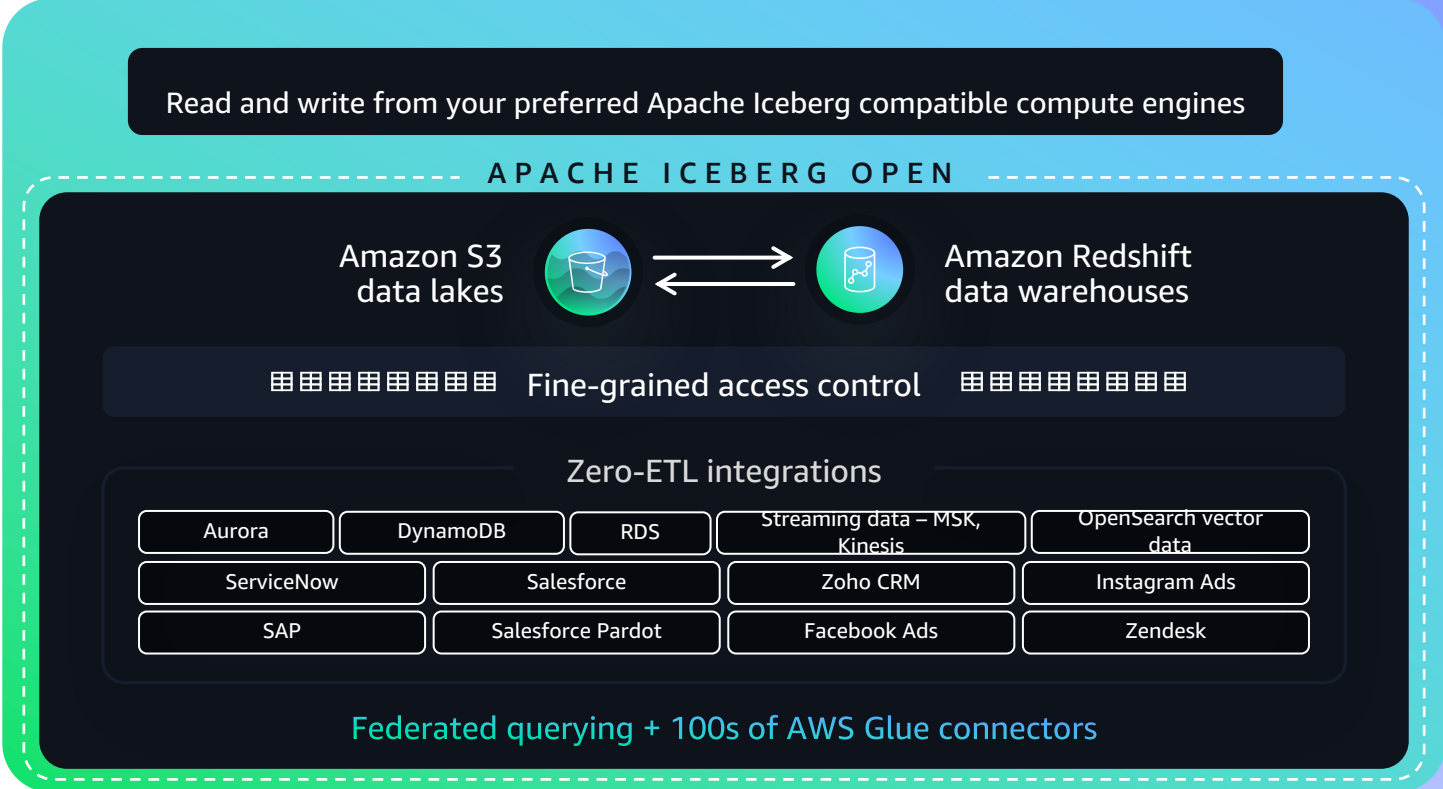 Read and write from your preferred Apache Iceberg compatible compute engines
APACHE ICEBERG OPEN
Amazon S3
data lakes
Amazon Redshift
data warehouses
Fine-grained access control
Zero-ETL integrations
Aurora
DynamoDB
RDS
Streaming data – MSK,
Kinesis
OpenSearch vector
data
ServiceNow
Salesforce
Zoho CRM
Instagram Ads
SAP
Salesforce Pardot
Facebook Ads
Zendesk
Federated querying + 100s of AWS Glue connectors